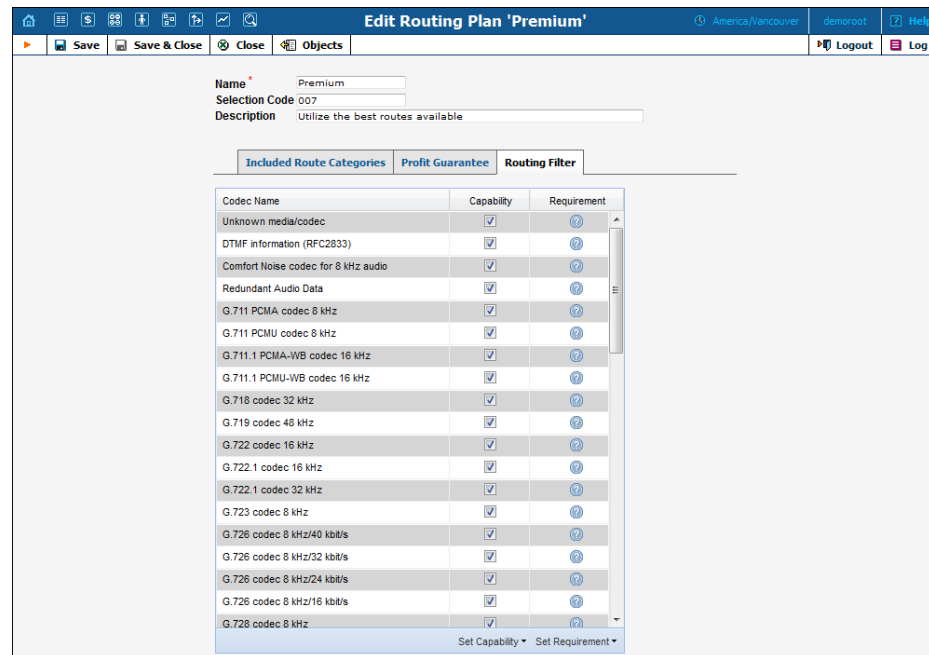 Edit Routing Plan 'Premium' America/Vancouver demoroot Help
Save Save & Close Close Objects Logout Log
Name * Premium
Selection Code 007
Description Utilize the best routes available
Included Route Categories Profit Guarantee Routing Filter
Codec Name Capability Requirement
Unknown media/codec
DTMF information (RFC2833)
Comfort Noise codec for 8 kHz audio
Redundant Audio Data
G.711 PCMA codec 8 kHz
G.711 PCMU codec 8 kHz
G.711.1 PCMA-WB codec 16 kHz
G.711.1 PCMU-WB codec 16 kHz
G.718 codec 32 kHz
G.719 codec 48 kHz
G.722 codec 16 kHz
G.722.1 codec 16 kHz
G.722.1 codec 32 kHz
G.723 codec 8 kHz
G.726 codec 8 kHz/40 kbit/s
G.726 codec 8 kHz/32 kbit/s
G.726 codec 8 kHz/24 kbit/s
G.726 codec 8 kHz/16 kbit/s
G.728 codec 8 kHz
Set Capability Set Requirement